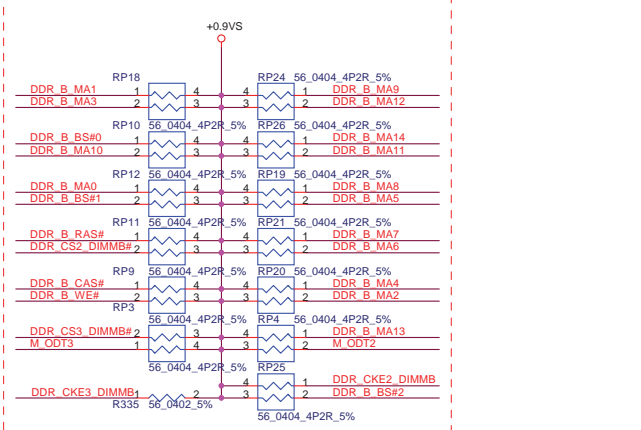 +0.9VS
RP18 RP24 56_0404_4P2R_5%
DDR_B_MA1 1 4 4 1 DDR_B_MA9
DDR_B_MA3 2 3 3 2 DDR_B_MA12
RP10 56_0404_4P2R_5% RP26 56_0404_4P2R_5%
DDR_B_BS#0 1 4 4 1 DDR_B_MA14
DDR_B_MA10 2 3 3 2 DDR_B_MA11
RP12 56_0404_4P2R_5% RP19 56_0404_4P2R_5%
DDR_B_MA0 1 4 4 1 DDR_B_MA8
DDR_B_BS#1 2 3 3 2 DDR_B_MA5
RP11 56_0404_4P2R_5% RP21 56_0404_4P2R_5%
DDR_B_RAS# 1 4 4 1 DDR_B_MA7
DDR_CS2_DIMMB# 2 3 3 2 DDR_B_MA6
RP9 56_0404_4P2R_5% RP20 56_0404_4P2R_5%
DDR_B_CAS# 1 4 4 1 DDR_B_MA4
DDR_B_WE# 2 3 3 2 DDR_B_MA2
RP3 56_0404_4P2R_5% RP4 56_0404_4P2R_5%
DDR_CS3_DIMMB# 2 3 4 1 DDR_B_MA13
M_ODT3 1 4 3 2 M_ODT2
56_0404_4P2R_5% RP25 56_0404_4P2R_5%
4 1 DDR_CKE2_DIMMB
DDR_CKE3_DIMMB 1 2 3 2 DDR_B_BS#2
R335 56_0402_5%
56_0404_4P2R_5%